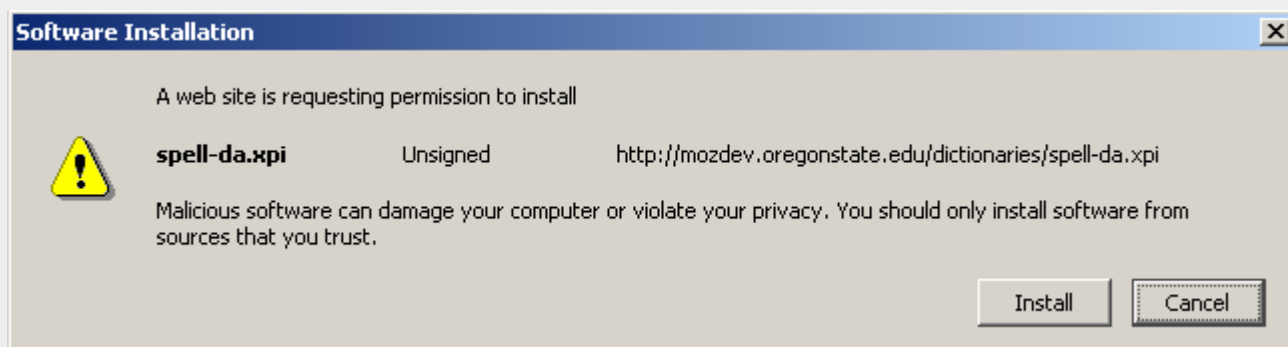 Software Installation
A web site is requesting permission to install
spell-da.xpi Unsigned http://mozdev.oregonstate.edu/dictionaries/spell-da.xpi
Malicious software can damage your computer or violate your privacy. You should only install software from
sources that you trust.
Install Cancel